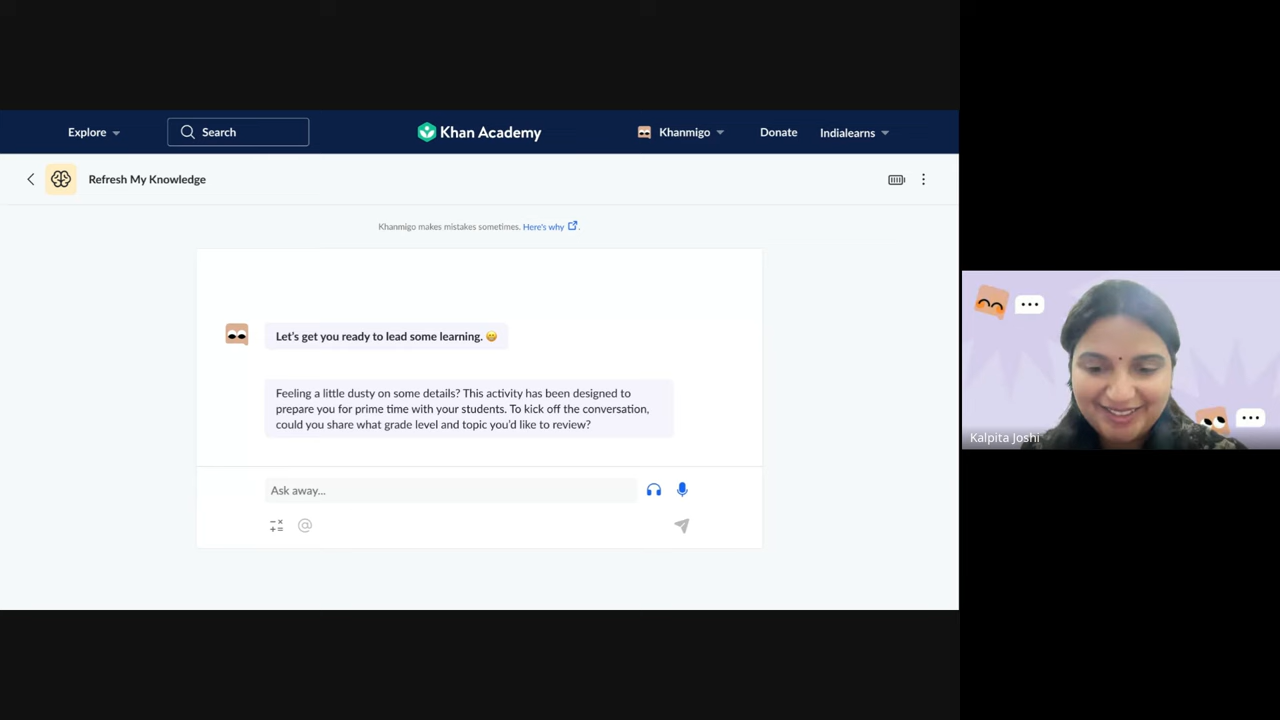 Explore
Search
Khan Academy
Khanmigo
Donate
Indialearns
Refresh My Knowledge
Khanmigo makes mistakes sometimes. Here's why.
Let's get you ready to lead some learning. 😀
Feeling a little dusty on some details? This activity has been designed to
prepare you for prime time with your students. To kick off the conversation,
could you share what grade level and topic you'd like to review?
Ask away...
Kalpita Joshi